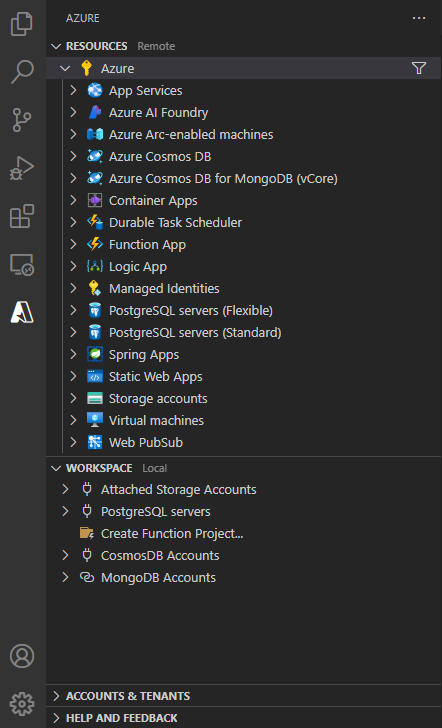 AZURE
RESOURCES Remote
Azure
App Services
Azure AI Foundry
Azure Arc-enabled machines
Azure Cosmos DB
Azure Cosmos DB for MongoDB (vCore)
Container Apps
Durable Task Scheduler
Function App
Logic App
Managed Identities
PostgreSQL servers (Flexible)
PostgreSQL servers (Standard)
Spring Apps
Static Web Apps
Storage accounts
Virtual machines
Web PubSub
WORKSPACE Local
Attached Storage Accounts
PostgreSQL servers
Create Function Project...
CosmosDB Accounts
MongoDB Accounts
ACCOUNTS & TENANTS
HELP AND FEEDBACK